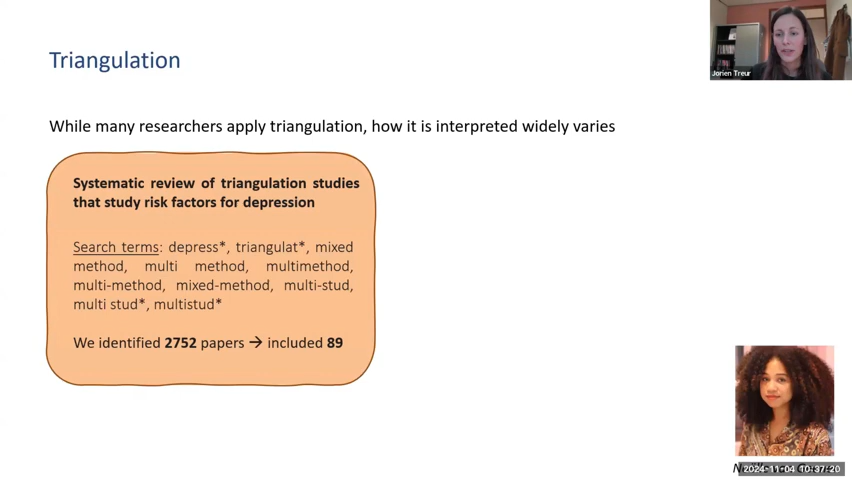 Jorien Treur
Triangulation
While many researchers apply triangulation, how it is interpreted widely varies
Systematic review of triangulation studies
that study risk factors for depression
Search terms: depress*, triangulat*, mixed
method, multi method, multimethod,
multi-method, mixed-method, multi-stud,
multi stud*, multistud*
We identified 2752 papers → included 89
2024-11-04 10:37:20